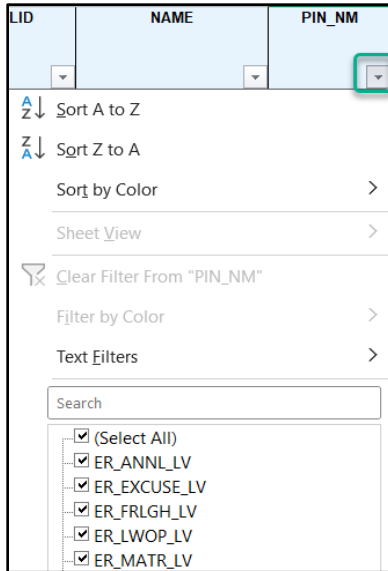 LID NAME PIN_NM
Sort A to Z
Sort Z to A
Sort by Color
Sheet View
Clear Filter From "PIN_NM"
Filter by Color
Text Filters
Search
(Select All)
ER_ANNL_LV
ER_EXCUSE_LV
ER_FRLGH_LV
ER_LWOP_LV
ER_MATR_LV